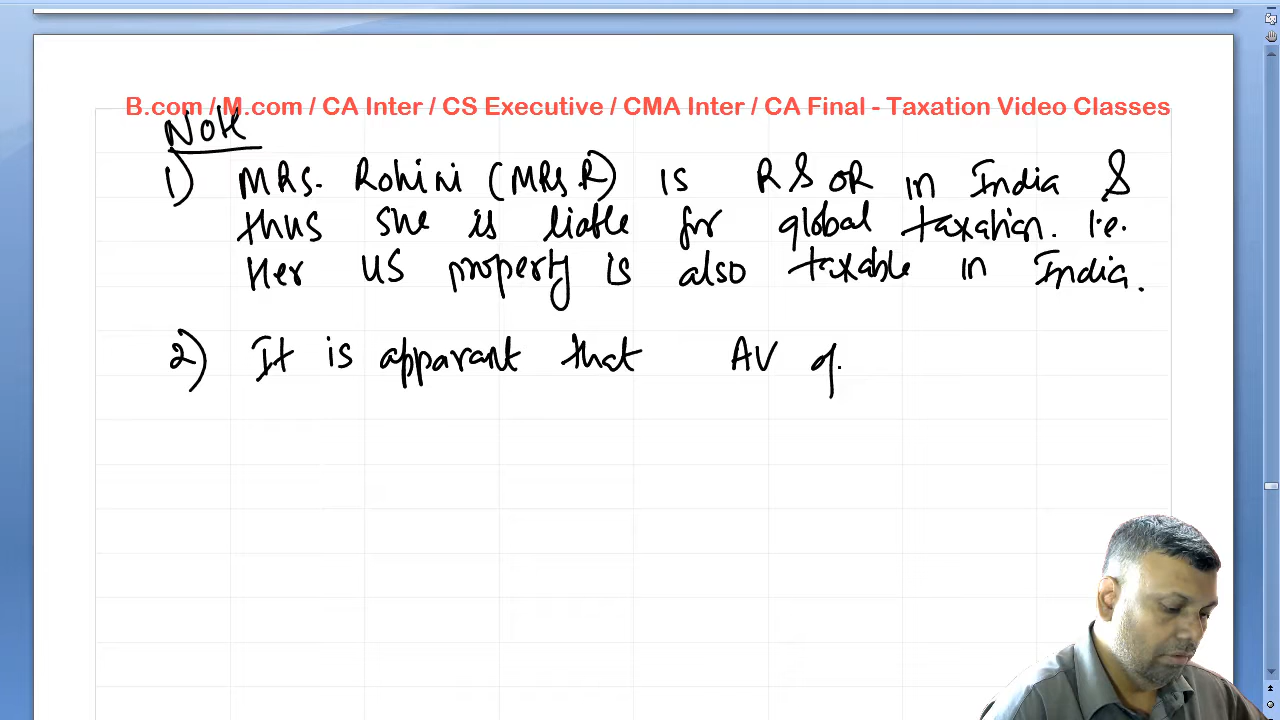 B.com / M.com / CA Inter / CS Executive / CMA Inter / CA Final - Taxation Video Classes
Note
1) MRs. Rohini (MRs R) is R & OR in India &
thus she is liable for global taxation. i.e.
Her US property is also taxable in India.
2) It is apparant that AV of